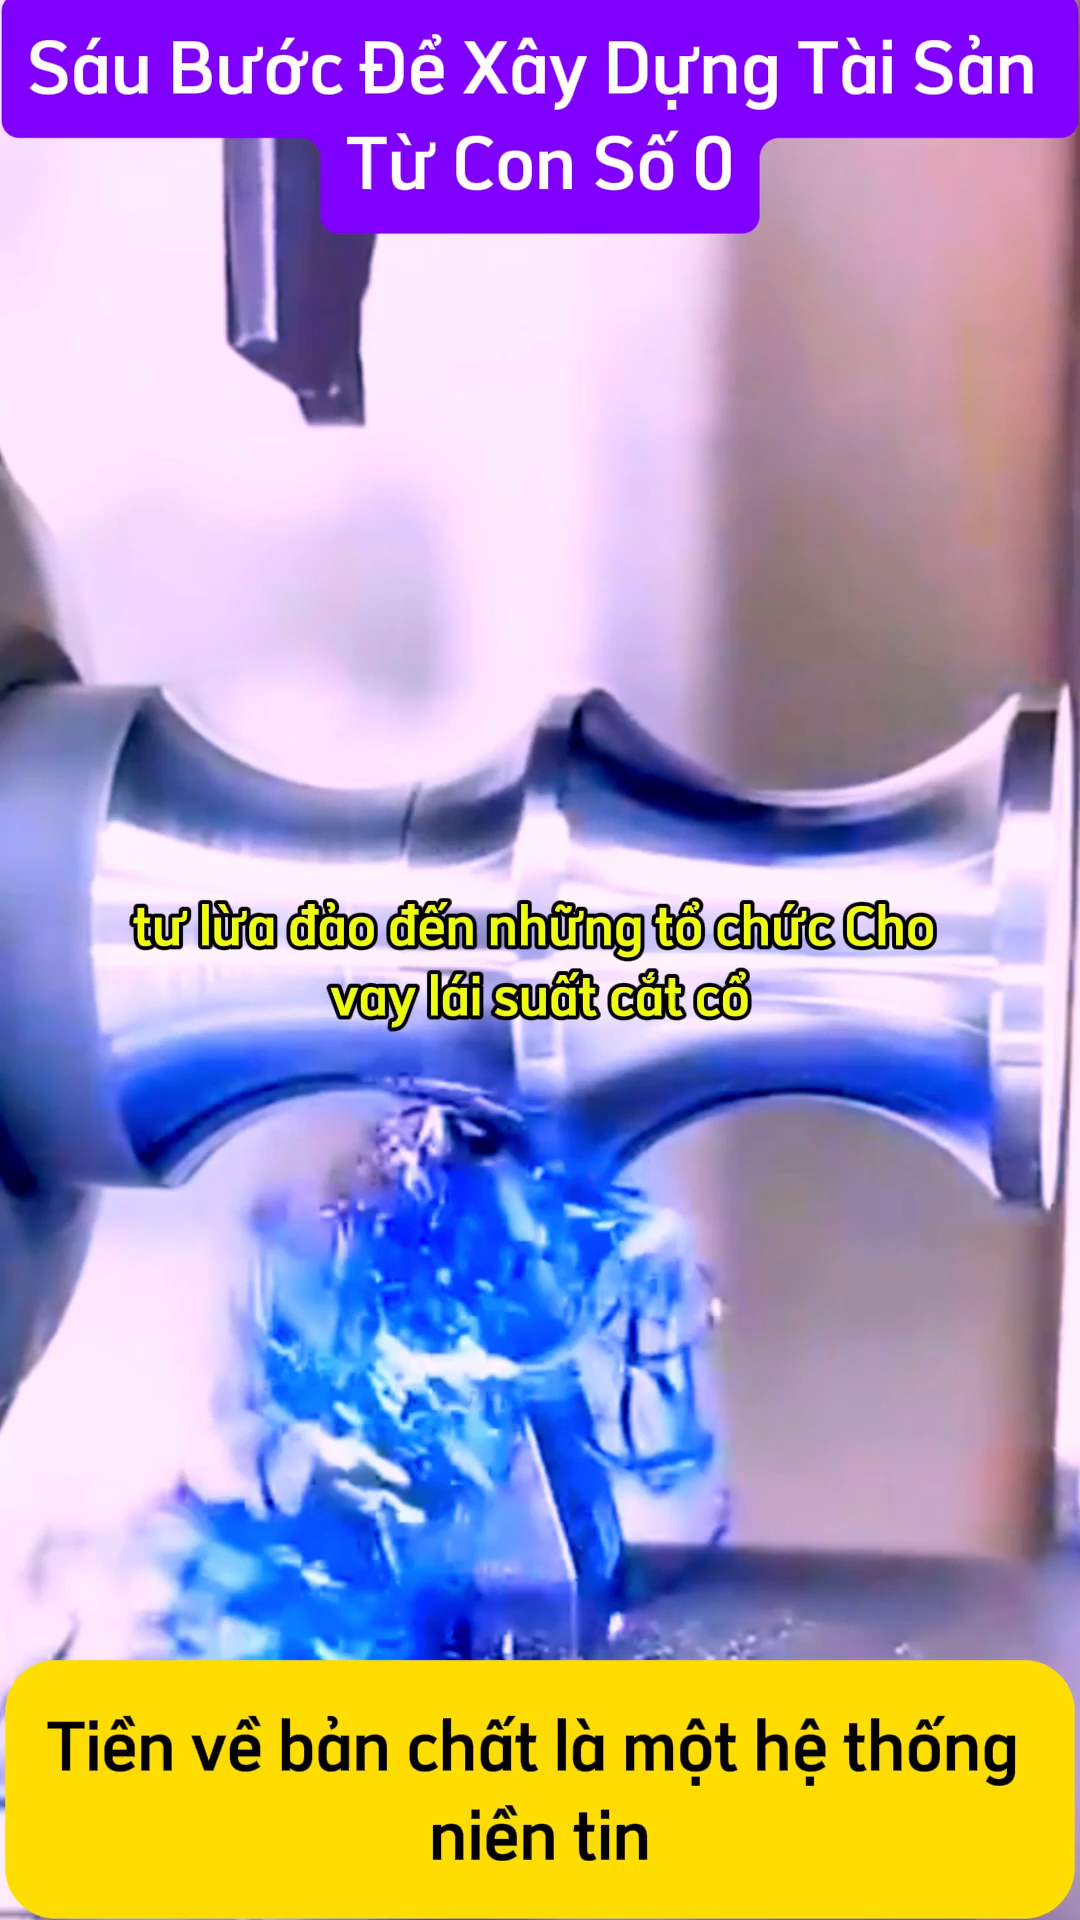 Sáu Bước Để Xây Dựng Tài Sản
Từ Con Số 0
tư lừa đảo đến những tổ chức Cho
vay lái suất cắt cổ
Tiền về bản chất là một hệ thống
niền tin